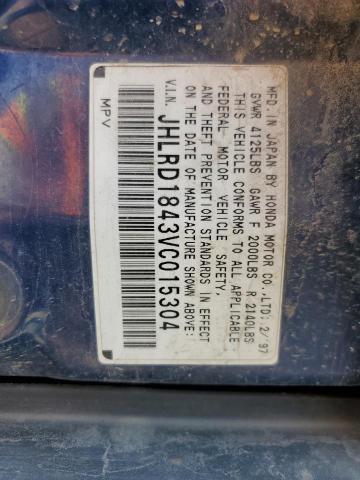 MFD. IN JAPAN BY HONDA MOTOR CO.,LTD: 2/'97
GVWR 4125LBS GAWR F 2000LBS R 2140LBS
THIS VEHICLE CONFORMS TO ALL APPLICABLE
FEDERAL MOTOR VEHICLE SAFETY,
AND THEFT PREVENTION STANDARDS IN EFFECT
ON THE DATE OF MANUFACTURE SHOWN ABOVE:
V.I.N. JHLRD1843VC015304
MPV